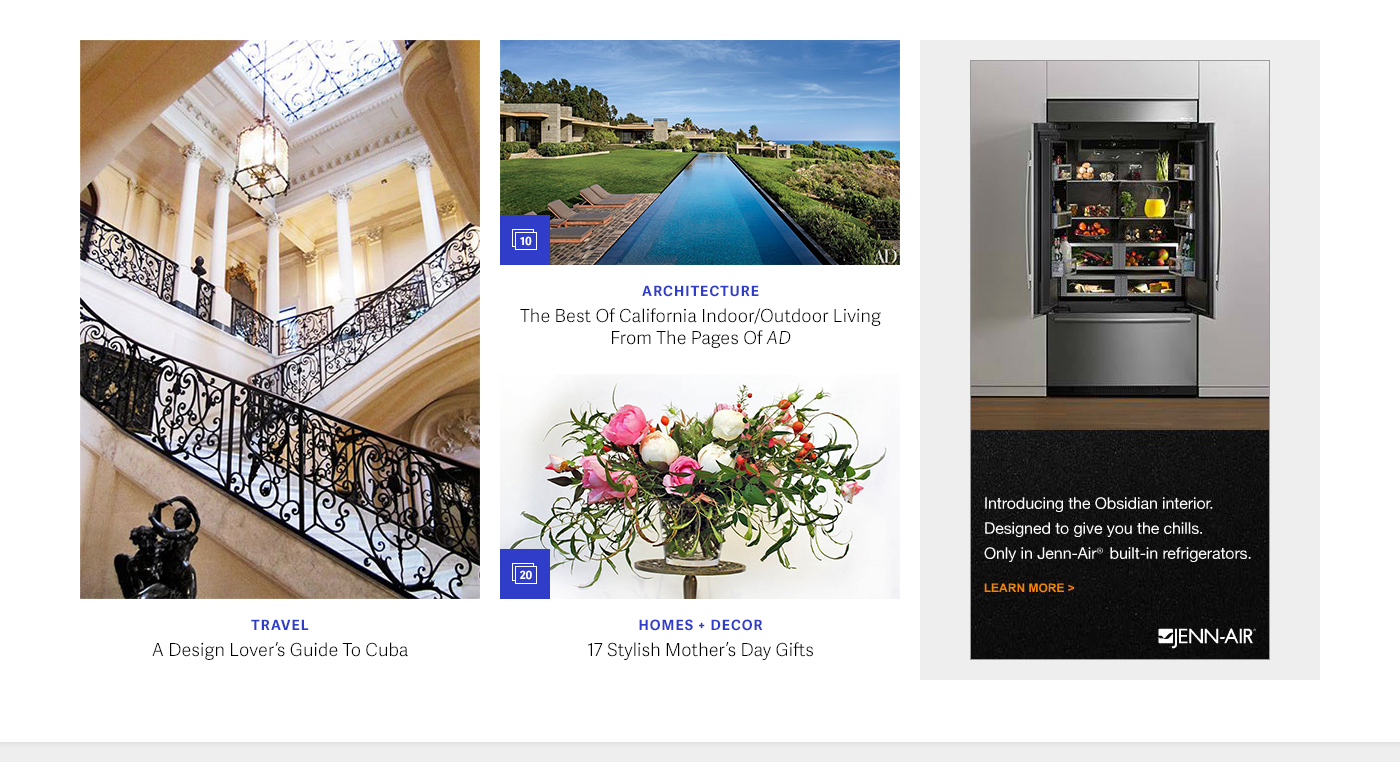 TRAVEL
A Design Lover’s Guide To Cuba
10
AD
ARCHITECTURE
The Best Of California Indoor/Outdoor Living
From The Pages Of AD
20
HOMES + DECOR
17 Stylish Mother’s Day Gifts
Introducing the Obsidian interior.
Designed to give you the chills.
Only in Jenn-Air® built-in refrigerators.
LEARN MORE >
JENN-AIR